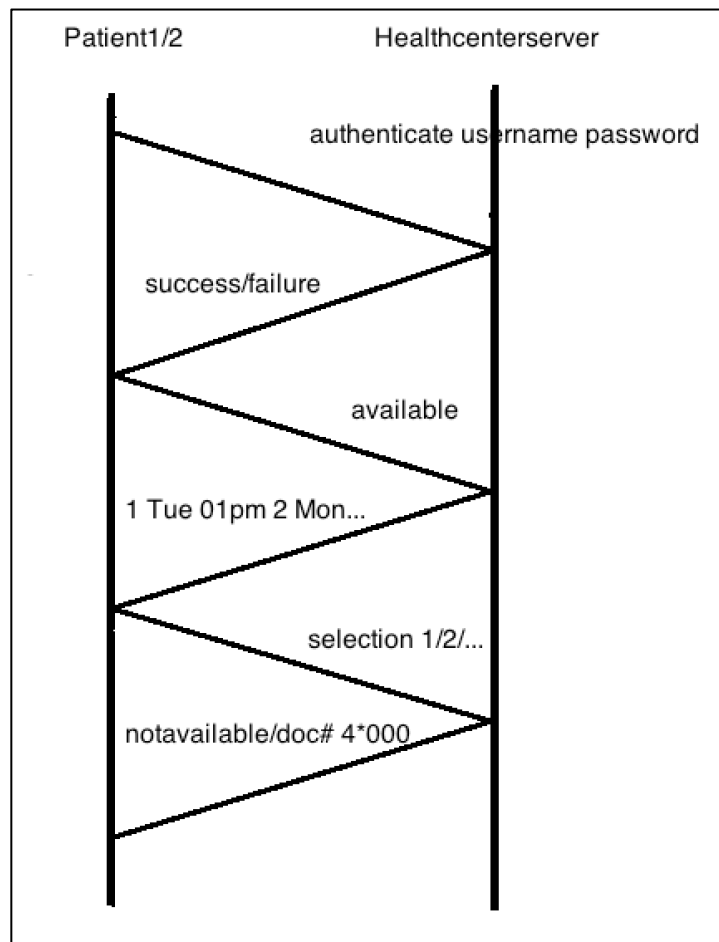 Patient1/2 Healthcenterserver
authenticate username password
success/failure
available
1 Tue 01pm 2 Mon...
selection 1/2/...
notavailable/doc# 4*000